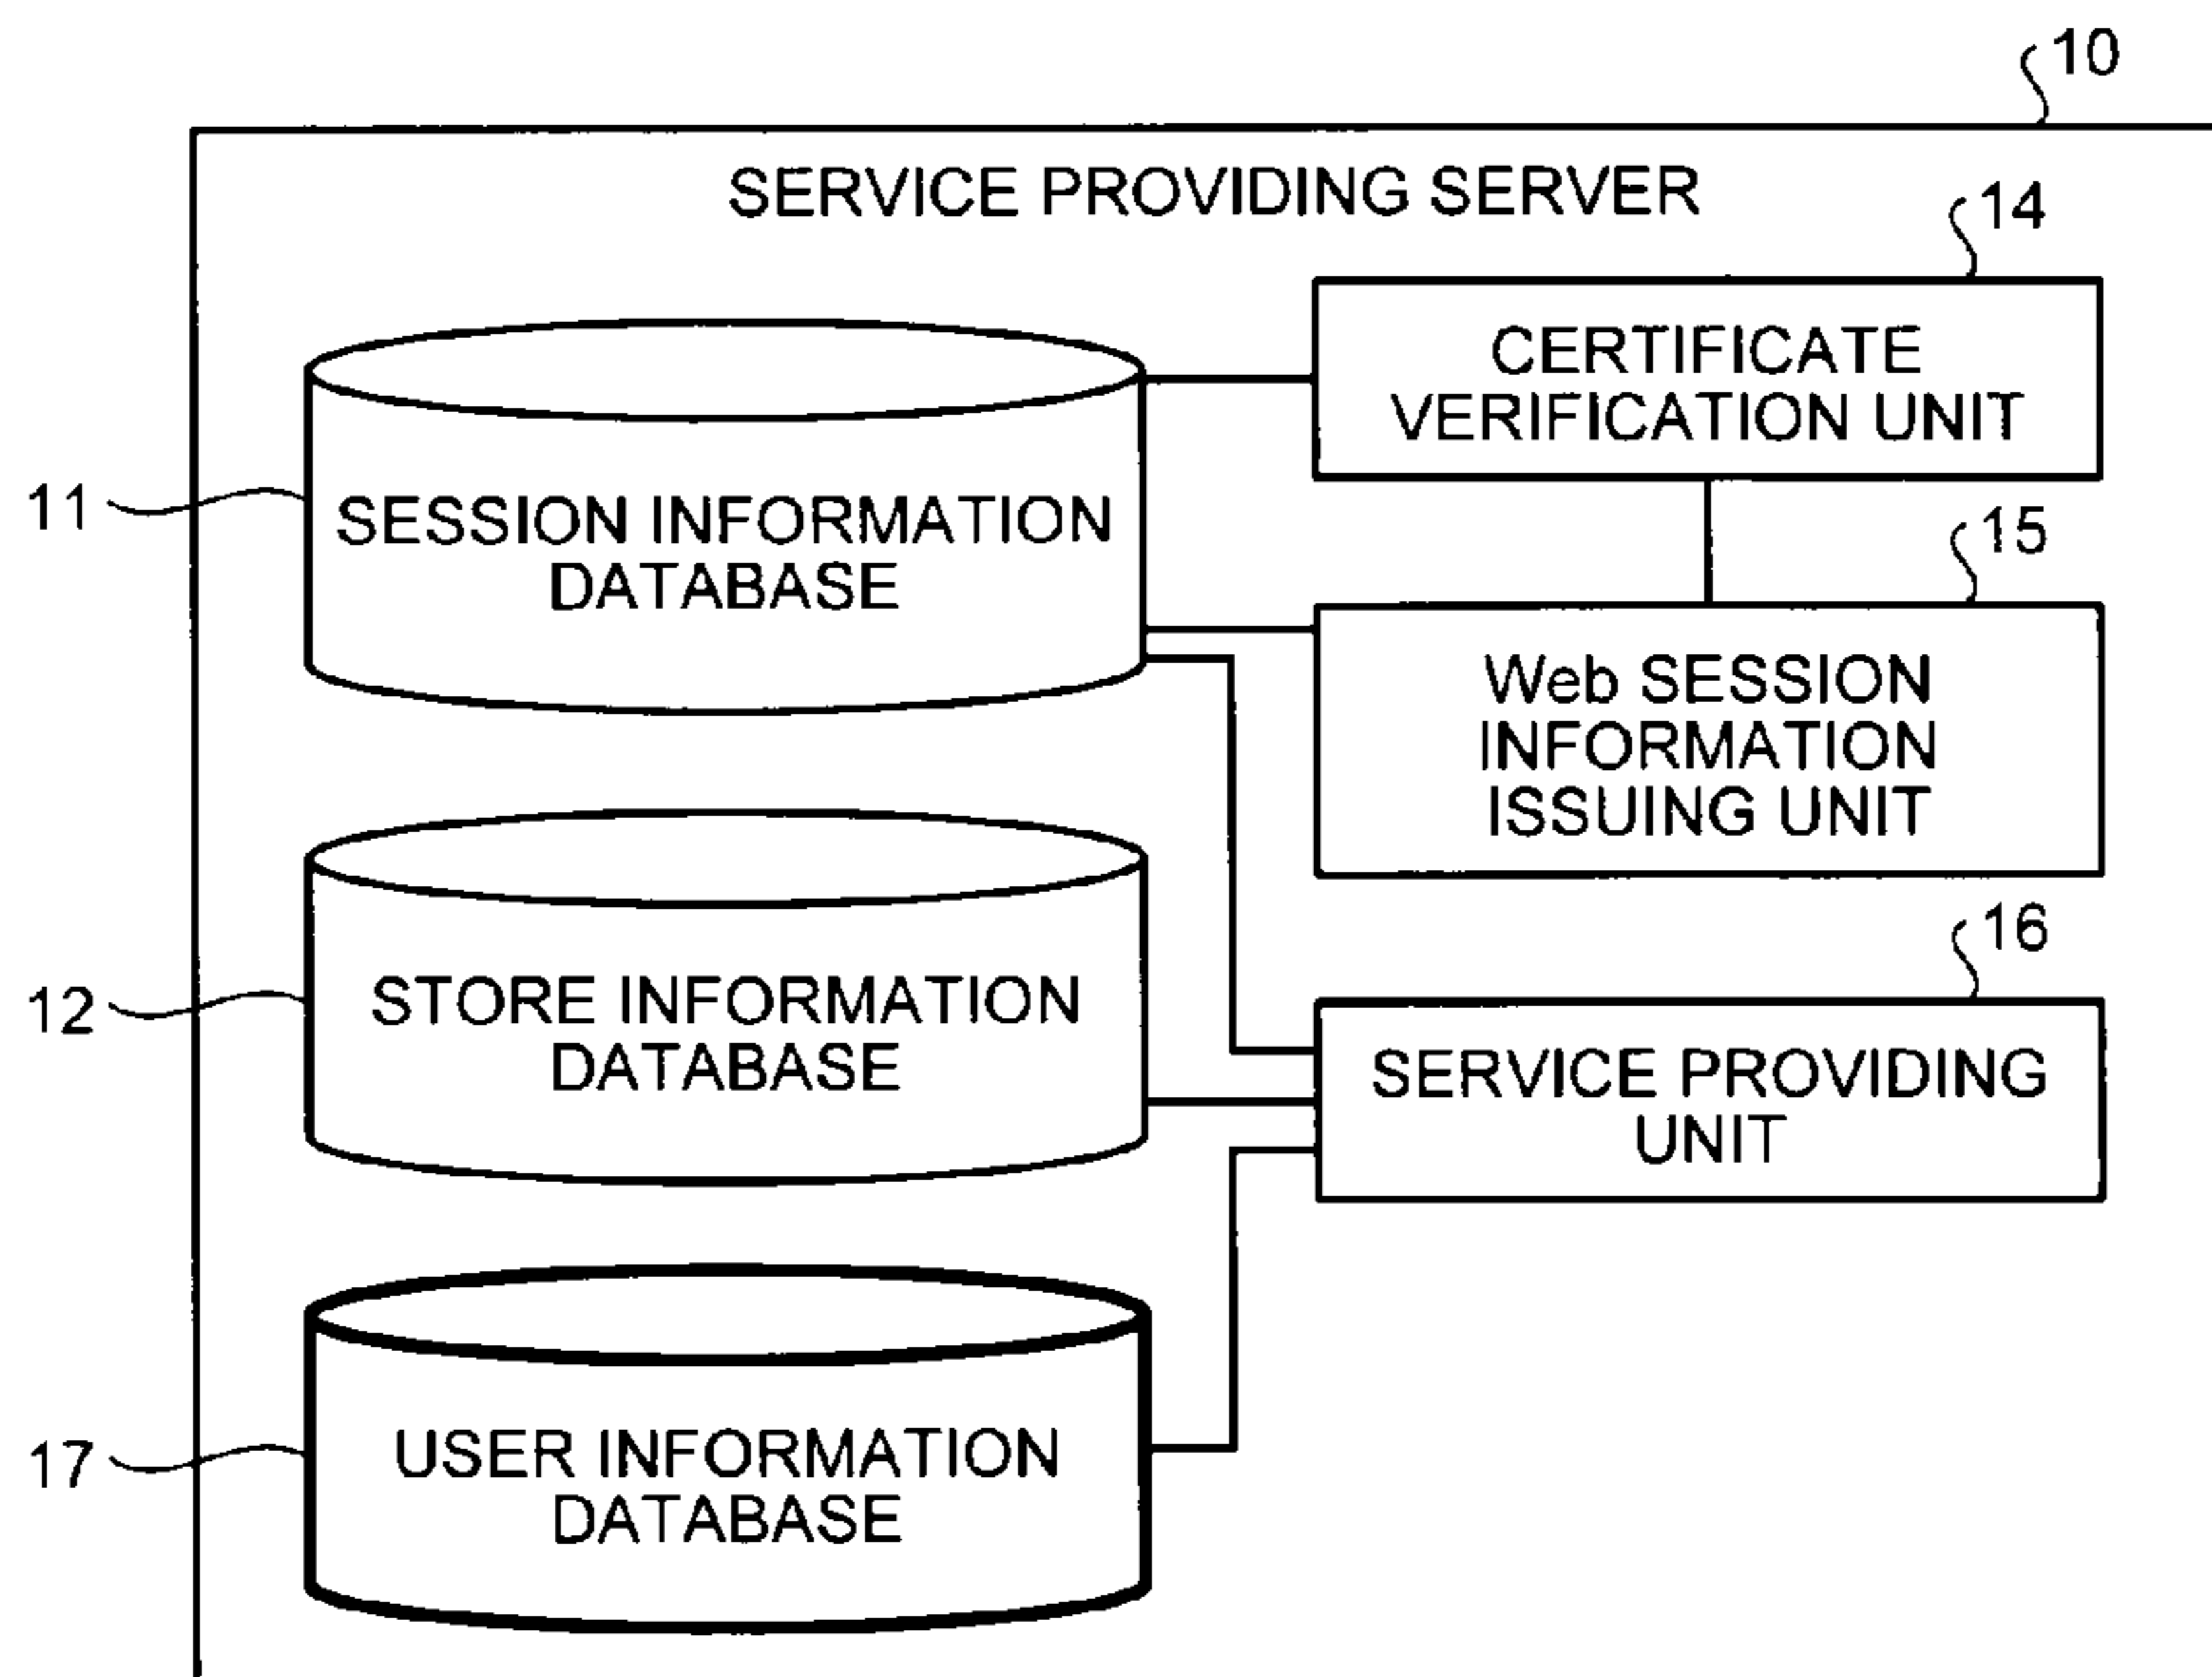 10
SERVICE PROVIDING SERVER
14
CERTIFICATE
VERIFICATION UNIT
11
SESSION INFORMATION
DATABASE
15
Web SESSION
INFORMATION
ISSUING UNIT
12
STORE INFORMATION
DATABASE
16
SERVICE PROVIDING
UNIT
17
USER INFORMATION
DATABASE